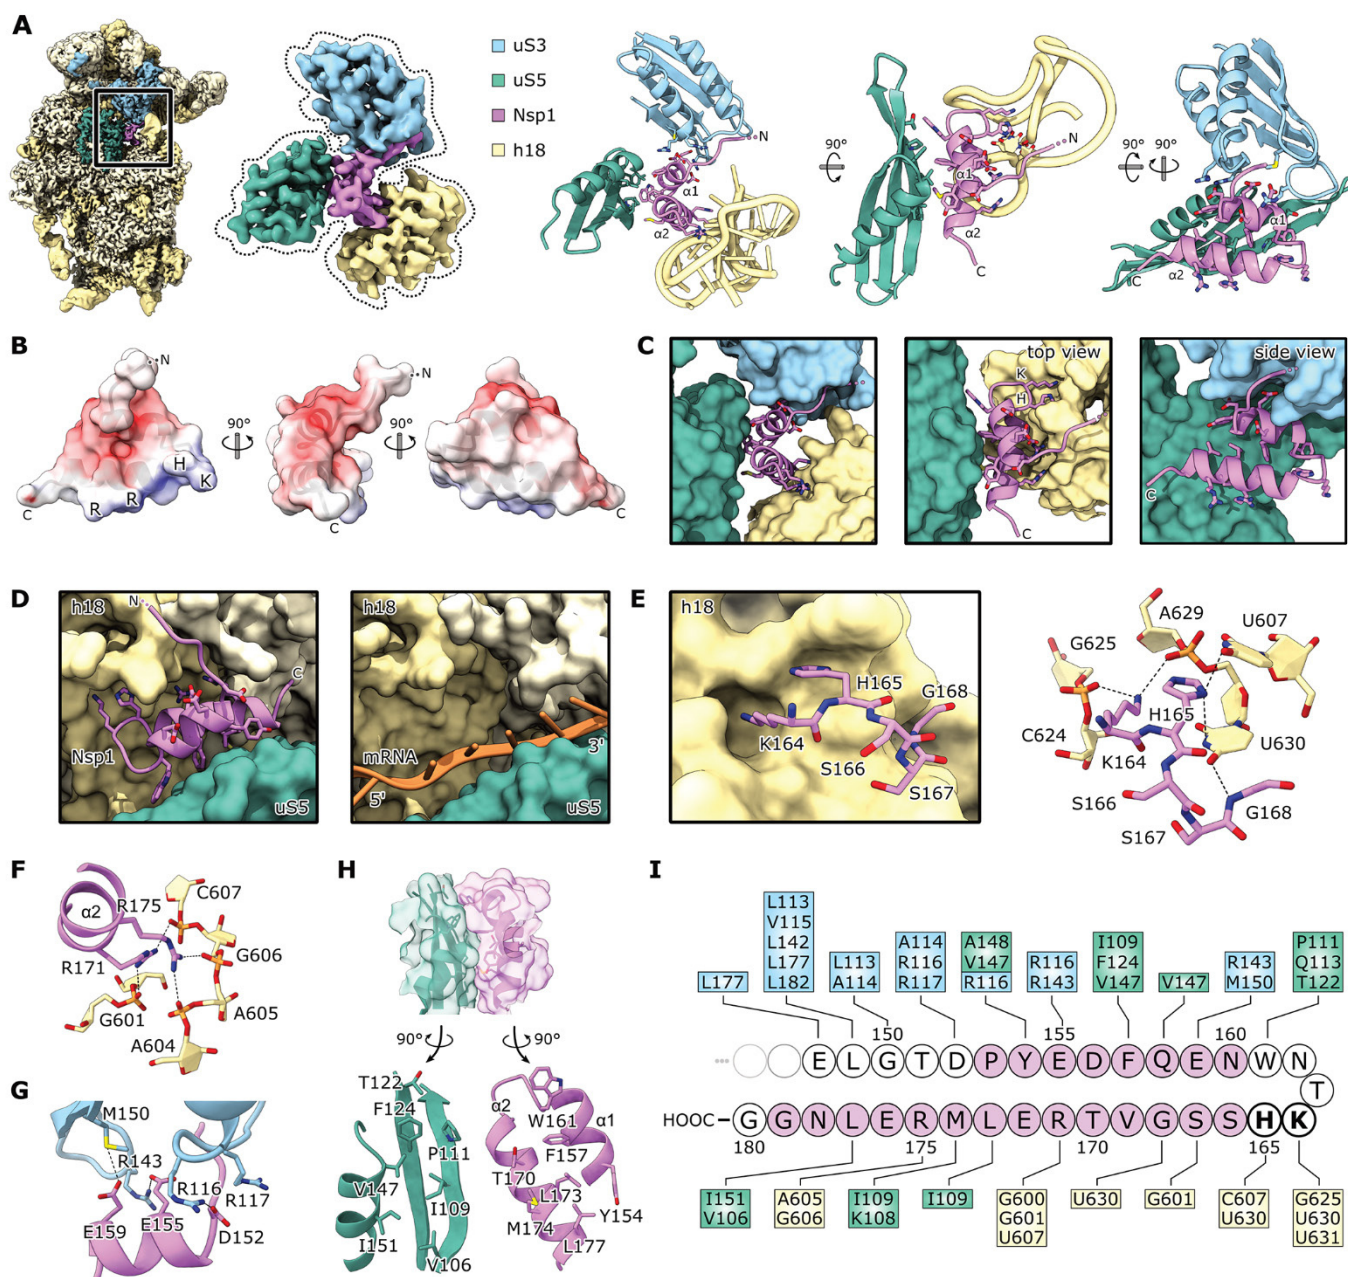 A
uS3
uS5
Nsp1
h18
N
α1
α2
90°
N
α1
α2
C
90°
90°
α1
α2
C
B
N
H
K
R
R
C
90°
N
C
90°
C
C
top view
K
H
C
side view
C
D
h18
N
C
Nsp1
uS5
h18
mRNA
5'
3'
uS5
E
h18
H165
G168
K164
S166
S167
A629
U607
G625
H165
C624
K164
U630
S166
G168
S167
F
α2
R175
C607
R171
G606
G601
A605
A604
G
M150
R143
R116
R117
E159
E155
D152
H
90°
90°
T122
F124
P111
V147
I109
I151
V106
α2
W161
α1
F157
T170
L173
M174
Y154
L177
I
L177
L113
V115
L142
L177
L182
L113
A114
A114
R116
R117
A148
V147
R116
R116
R143
I109
F124
V147
V147
R143
M150
P111
Q113
T122
150
155
160
... E L G T D P Y E D F Q E N W N
T
HOOC – G G N L E R M L E R T V G S S H K
180
175
170
165
I151
V106
A605
G606
I109
K108
I109
G600
G601
U607
U630
G601
C607
U630
G625
U630
U631